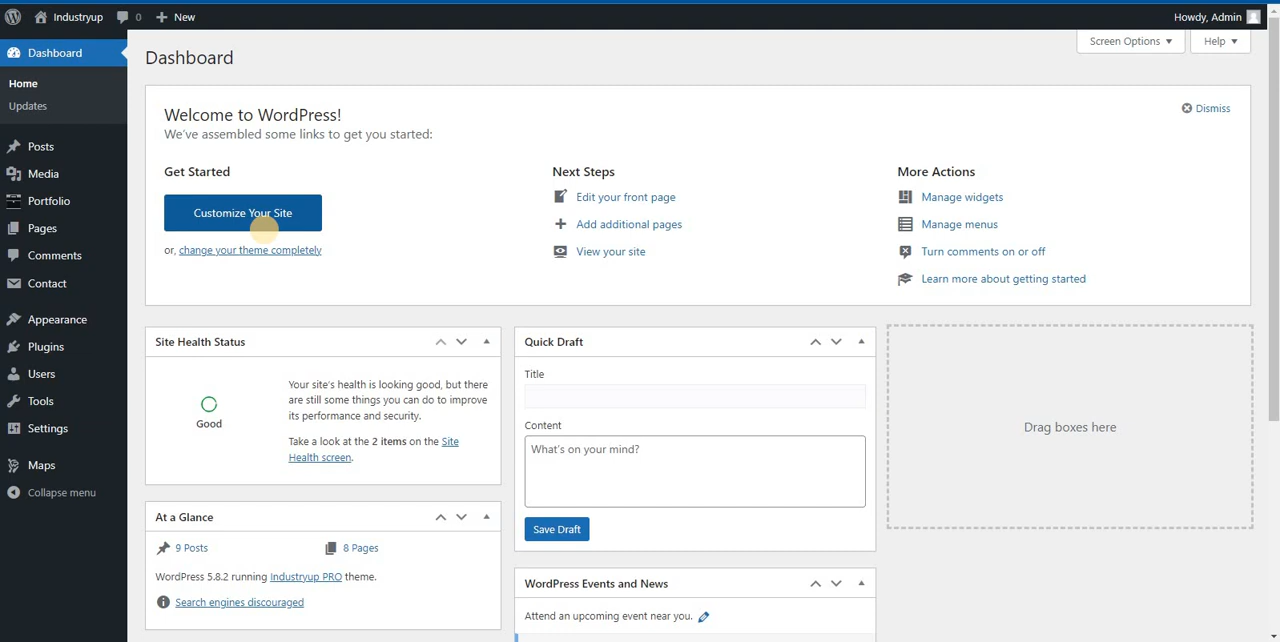 Industryup 0 New Howdy, Admin
Screen Options Help
Dashboard
Home
Updates
Posts
Media
Portfolio
Pages
Comments
Contact
Appearance
Plugins
Users
Tools
Settings
Maps
Collapse menu
Dashboard
Welcome to WordPress!
We've assembled some links to get you started:
Dismiss
Get Started
Customize Your Site
or, change your theme completely
Next Steps
Edit your front page
Add additional pages
View your site
More Actions
Manage widgets
Manage menus
Turn comments on or off
Learn more about getting started
Site Health Status
Good
Your site's health is looking good, but there
are still some things you can do to improve
its performance and security.
Take a look at the 2 items on the Site
Health screen.
At a Glance
9 Posts 8 Pages
WordPress 5.8.2 running Industryup PRO theme.
Search engines discouraged
Quick Draft
Title
Content
What's on your mind?
Save Draft
WordPress Events and News
Attend an upcoming event near you.
Drag boxes here